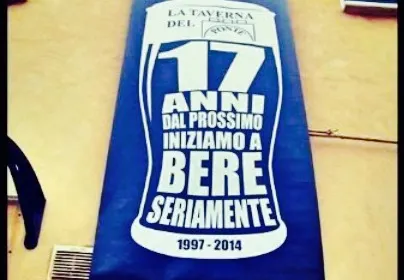 LA TAVERNA
DEL PONTE
17
ANNI
DAL PROSSIMO
INIZIAMO A
BERE
SERIAMENTE
1997 - 2014